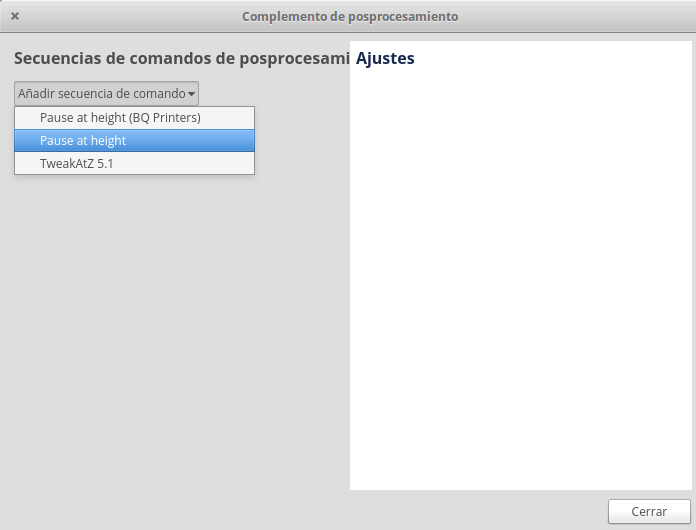 Complemento de posprocesamiento
Secuencias de comandos de posprocesami
Ajustes
Añadir secuencia de comando
Pause at height (BQ Printers)
Pause at height
TweakAtZ 5.1
Cerrar